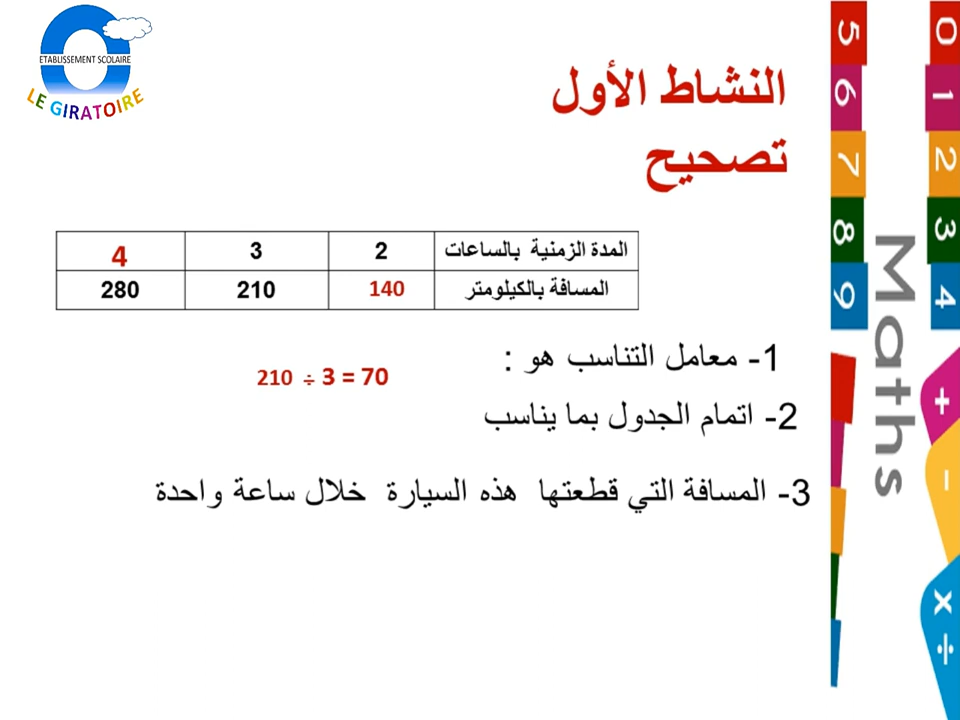 ETABLISSEMENT SCOLAIRE
LE GIRATOIRE
النشاط الأول
تصحيح
المدة الزمنية بالساعات 2 3 4
المسافة بالكيلومتر 140 210 280
1- معامل التناسب هو :
210 ÷ 3 = 70
2- اتمام الجدول بما يناسب
3- المسافة التي قطعتها هذه السيارة خلال ساعة واحدة
0 1 2 3 4
5 6 7 8 9
Maths
+ − x ÷